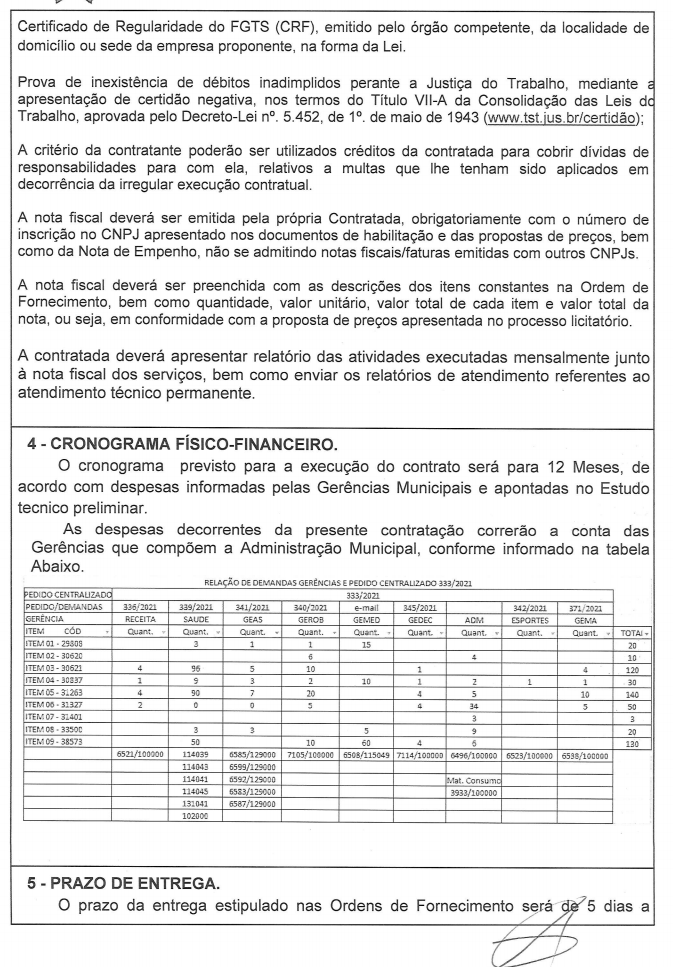 Certificado de Regularidade do FGTS (CRF), emitido pelo órgão competente, da localidade de
domicílio ou sede da empresa proponente, na forma da Lei.
Prova de inexistência de débitos inadimplidos perante a Justiça do Trabalho, mediante a
apresentação de certidão negativa, nos termos do Título VII-A da Consolidação das Leis do
Trabalho, aprovada pelo Decreto-Lei nº. 5.452, de 1º. de maio de 1943 (www.tst.jus.br/certidão);
A critério da contratante poderão ser utilizados créditos da contratada para cobrir dívidas de
responsabilidades para com ela, relativos a multas que lhe tenham sido aplicados em
decorrência da irregular execução contratual.
A nota fiscal deverá ser emitida pela própria Contratada, obrigatoriamente com o número de
inscrição no CNPJ apresentado nos documentos de habilitação e das propostas de preços, bem
como da Nota de Empenho, não se admitindo notas fiscais/faturas emitidas com outros CNPJs.
A nota fiscal deverá ser preenchida com as descrições dos itens constantes na Ordem de
Fornecimento, bem como quantidade, valor unitário, valor total de cada item e valor total da
nota, ou seja, em conformidade com a proposta de preços apresentada no processo licitatório.
A contratada deverá apresentar relatório das atividades executadas mensalmente junto
à nota fiscal dos serviços, bem como enviar os relatórios de atendimento referentes ao
atendimento técnico permanente.
4 - CRONOGRAMA FÍSICO-FINANCEIRO.
O cronograma previsto para a execução do contrato será para 12 Meses, de
acordo com despesas informadas pelas Gerências Municipais e apontadas no Estudo
tecnico preliminar.
As despesas decorrentes da presente contratação correrão a conta das
Gerências que compõem a Administração Municipal, conforme informado na tabela
Abaixo.
RELAÇÃO DE DEMANDAS GERÊNCIAS E PEDIDO CENTRALIZADO 333/2021
PEDIDO CENTRALIZADO 333/2021
PEDIDO/DEMANDAS 336/2021 339/2021 341/2021 340/2021 e-mail 345/2021 342/2021 371/2021
GERÊNCIA RECEITA SAUDE GEAS GEROB GEMED GEDEC ADM ESPORTES GEMA
ITEM CÓD Quant. Quant. Quant. Quant. Quant. Quant. Quant. Quant. Quant. TOTAL
ITEM 01 - 29808 3 1 1 15 20
ITEM 02 - 30620 6 4 10
ITEM 03 - 30621 4 96 5 10 1 4 120
ITEM 04 - 30837 1 9 3 2 10 1 2 1 1 30
ITEM 05 - 31263 4 90 7 20 4 5 10 140
ITEM 06 - 31327 2 0 0 5 4 34 5 50
ITEM 07 - 31401 3 3
ITEM 08 - 33500 3 3 5 9 20
ITEM 09 - 38573 50 10 60 4 6 130
6521/100000 114039 6585/129000 7105/100000 6508/115049 7114/100000 6496/100000 6523/100000 6538/100000
114043 6599/129000
114041 6592/129000 Mat. Consumo
114045 6583/129000 3933/100000
131041 6587/129000
102000
5 - PRAZO DE ENTREGA.
O prazo da entrega estipulado nas Ordens de Fornecimento será de 5 dias a